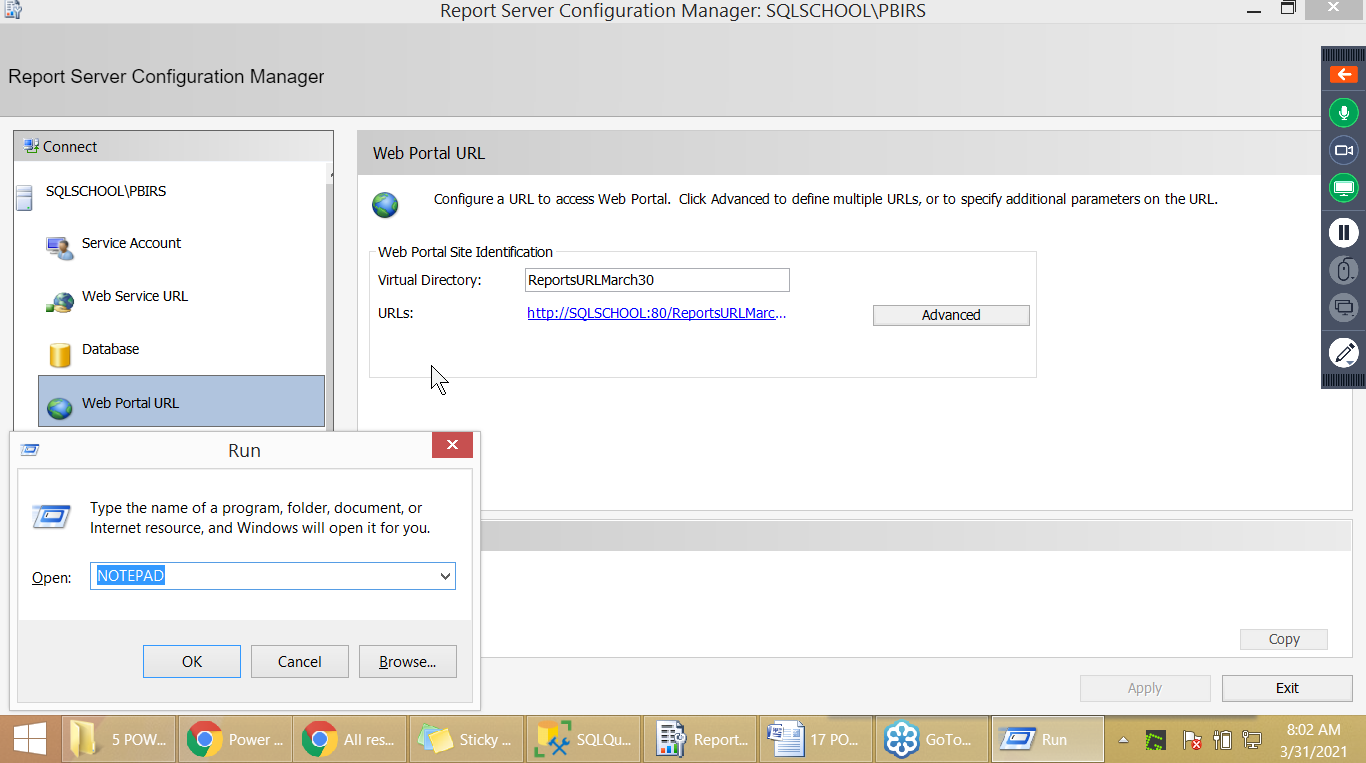 Report Server Configuration Manager: SQLSCHOOL\PBIRS
Report Server Configuration Manager
Connect
SQLSCHOOL\PBIRS
Service Account
Web Service URL
Database
Web Portal URL
Web Portal URL
Configure a URL to access Web Portal. Click Advanced to define multiple URLs, or to specify additional parameters on the URL.
Web Portal Site Identification
Virtual Directory: ReportsURLMarch30
URLs: http://SQLSCHOOL:80/ReportsURLMarc... Advanced
Run
Type the name of a program, folder, document, or
Internet resource, and Windows will open it for you.
Open: NOTEPAD
OK Cancel Browse...
Copy
Apply Exit
5 POW... Power ... All res... Sticky ... SQLQu... Report... 17 PO... GoTo... Run
8:02 AM
3/31/2021